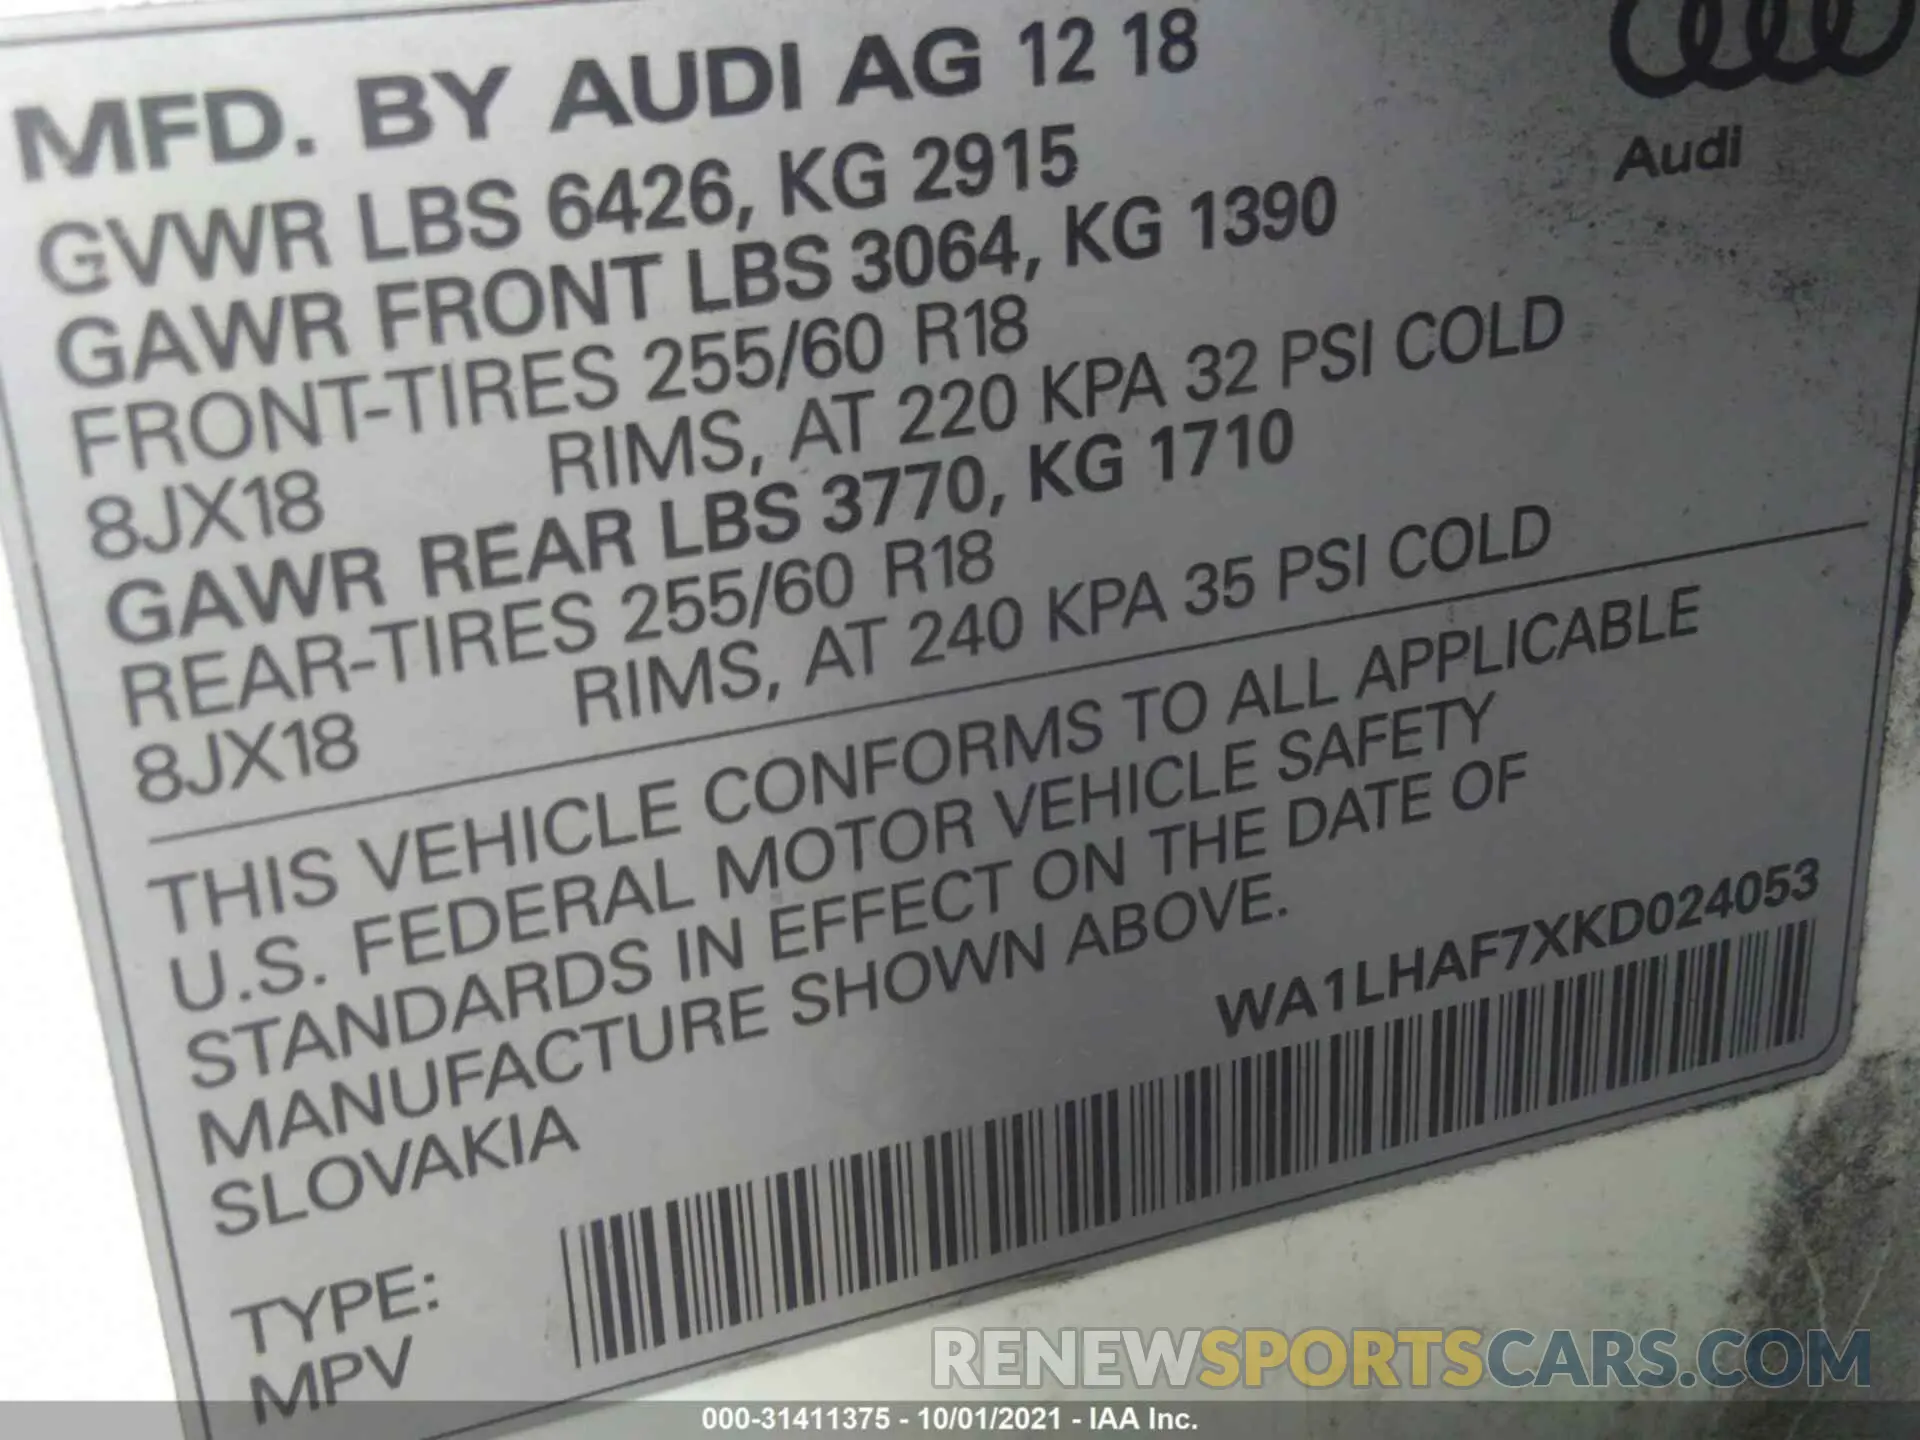 MFD. BY AUDI AG 12 18
Audi
GVWR LBS 6426, KG 2915
GAWR FRONT LBS 3064, KG 1390
FRONT-TIRES 255/60 R18
8JX18 RIMS, AT 220 KPA 32 PSI COLD
GAWR REAR LBS 3770, KG 1710
REAR-TIRES 255/60 R18
8JX18 RIMS, AT 240 KPA 35 PSI COLD
THIS VEHICLE CONFORMS TO ALL APPLICABLE
U.S. FEDERAL MOTOR VEHICLE SAFETY
STANDARDS IN EFFECT ON THE DATE OF
MANUFACTURE SHOWN ABOVE.
SLOVAKIA
WA1LHAF7XKD024053
TYPE:
MPV
RENEWSPORTSCARS.COM
000-31411375 - 10/01/2021 - IAA Inc.